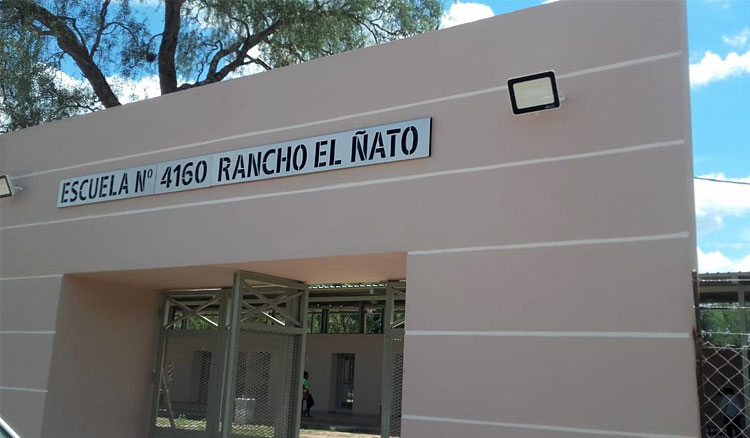 ESCUELA Nº 4160 RANCHO EL ÑATO